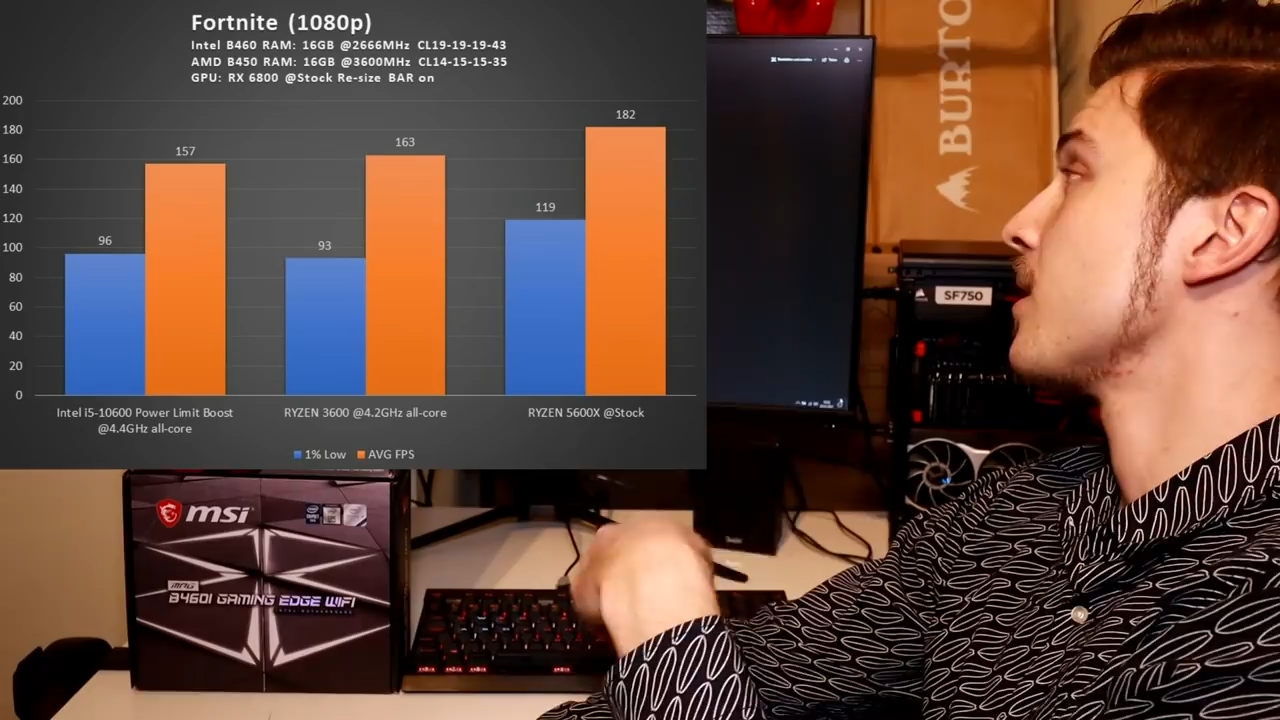 Fortnite (1080p)
Intel B460 RAM: 16GB @2666MHz CL19-19-19-43
AMD B450 RAM: 16GB @3600MHz CL14-15-15-35
GPU: RX 6800 @Stock Re-size BAR on
200
180
160
140
120
100
80
60
40
20
0
157
163
182
96
93
119
Intel i5-10600 Power Limit Boost
@4.4GHz all-core
RYZEN 3600 @4.2GHz all-core
RYZEN 5600X @Stock
1% Low
AVG FPS
BURTO
SF750
msi
MPG
B460I GAMING EDGE WIFI